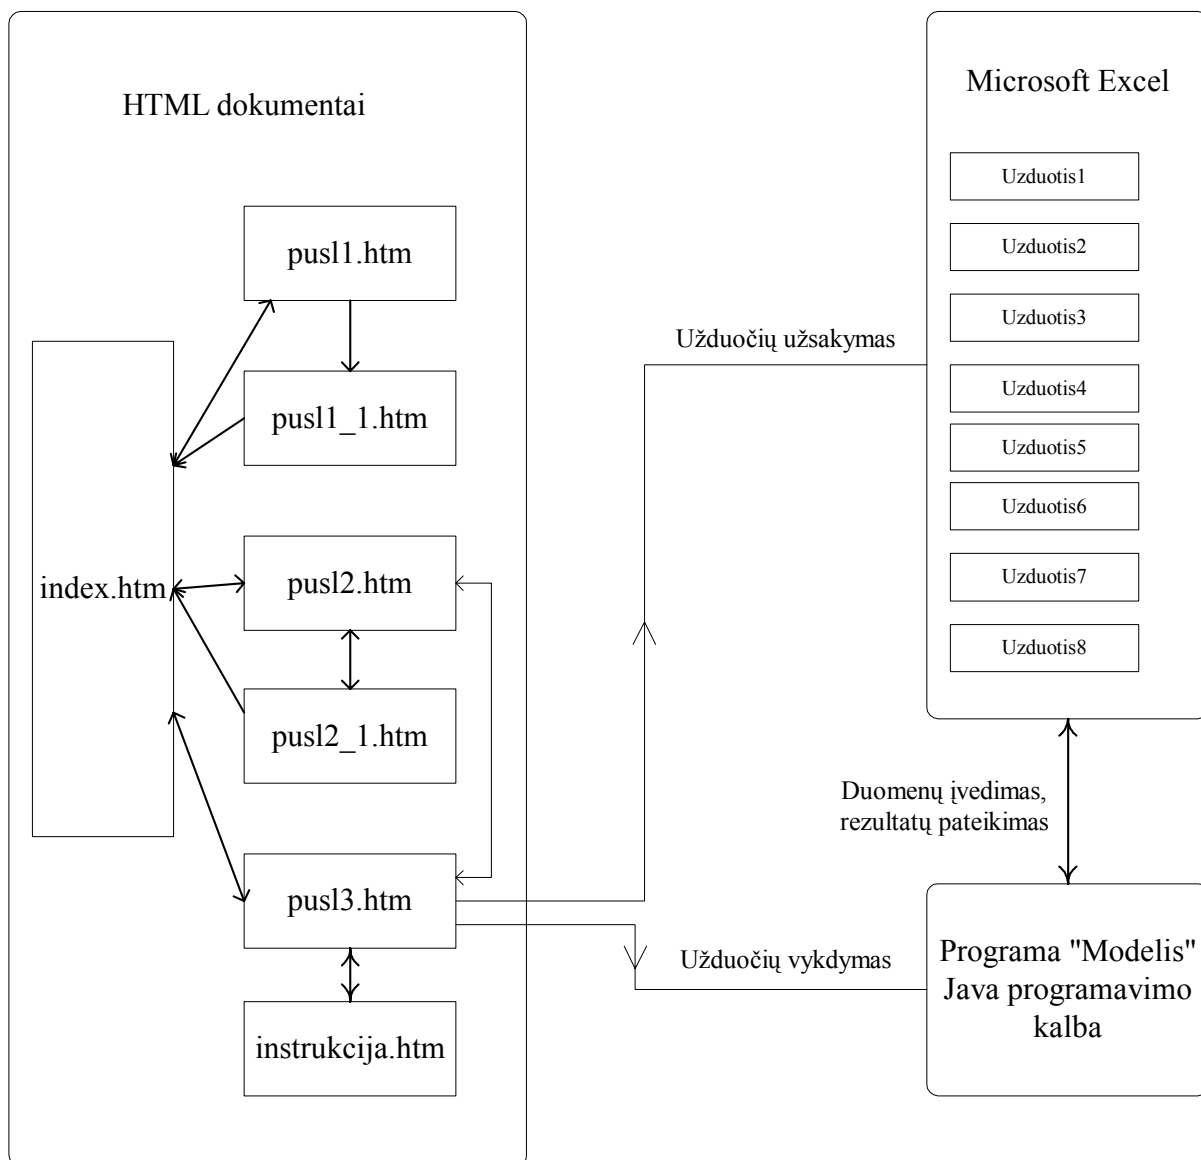 HTML dokumentai
pusl1.htm
pusl1_1.htm
index.htm
pusl2.htm
pusl2_1.htm
pusl3.htm
instrukcija.htm
Užduočių užsakymas
Užduočių vykdymas
Microsoft Excel
Uzduotis1
Uzduotis2
Uzduotis3
Uzduotis4
Uzduotis5
Uzduotis6
Uzduotis7
Uzduotis8
Duomenų įvedimas,
rezultatų pateikimas
Programa "Modelis"
Java programavimo
kalba